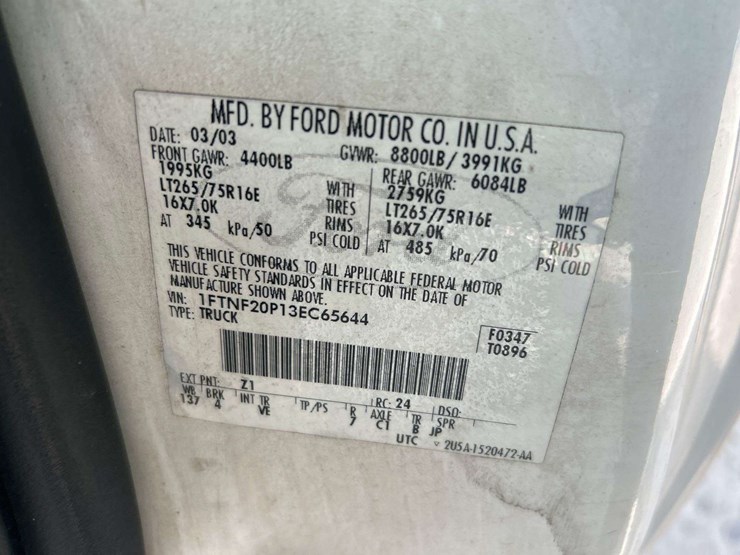 MFD. BY FORD MOTOR CO. IN U.S.A.
DATE: 03/03 GVWR: 8800LB/ 3991KG
FRONT GAWR: 4400LB REAR GAWR: 6084LB
1995KG WITH 2759KG WITH
LT265/75R16E TIRES LT265/75R16E TIRES
16X7.0K RIMS 16X7.0K RIMS
AT 345 kPa/50 PSI COLD AT 485 kPa/70 PSI COLD
THIS VEHICLE CONFORMS TO ALL APPLICABLE FEDERAL MOTOR
VEHICLE SAFETY STANDARDS IN EFFECT ON THE DATE OF
MANUFACTURE SHOWN ABOVE.
VIN: 1FTNF20P13EC65644
TYPE: TRUCK
F0347
T0896
EXT PNT: Z1 RC: 24 DSO:
WB BRK INT TR TP/PS R AXLE TR SPR
137 4 VE 7 C1 B JP
UTC 2U5A-1520472-AA